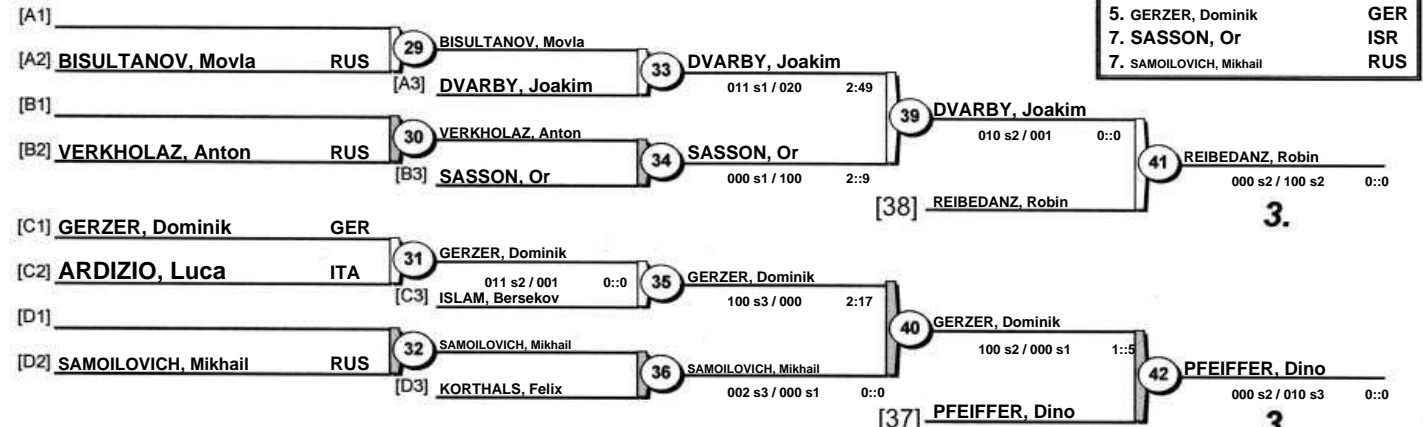 5. GERZER, Dominik GER
7. SASSON, Or ISR
7. SAMOILOVICH, Mikhail RUS
[A1]
[A2] BISULTANOV, Movla RUS
29 BISULTANOV, Movla
[A3] DVARBY, Joakim
33 DVARBY, Joakim
011 s1 / 020 2:49
[B1]
[B2] VERKHOLAZ, Anton RUS
30 VERKHOLAZ, Anton
[B3] SASSON, Or
34 SASSON, Or
000 s1 / 100 2::9
39 DVARBY, Joakim
010 s2 / 001 0::0
[38] REIBEDANZ, Robin
41 REIBEDANZ, Robin
000 s2 / 100 s2 0::0
3.
[C1] GERZER, Dominik GER
[C2] ARDIZIO, Luca ITA
31 GERZER, Dominik
011 s2 / 001 0::0
[C3] ISLAM, Bersekov
35 GERZER, Dominik
100 s3 / 000 2:17
[D1]
[D2] SAMOILOVICH, Mikhail RUS
32 SAMOILOVICH, Mikhail
[D3] KORTHALS, Felix
36 SAMOILOVICH, Mikhail
002 s3 / 000 s1 0::0
40 GERZER, Dominik
100 s2 / 000 s1 1::5
[37] PFEIFFER, Dino
42 PFEIFFER, Dino
000 s2 / 010 s3 0::0
3.